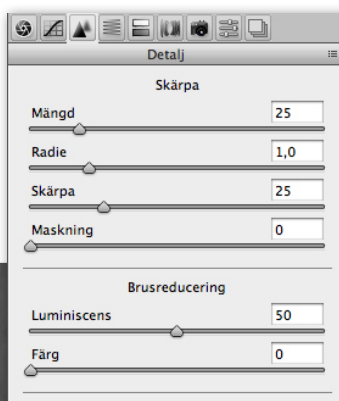 Detalj
Skärpa
Mängd 25
Radie 1,0
Skärpa 25
Maskning 0
Brusreducering
Luminiscens 50
Färg 0